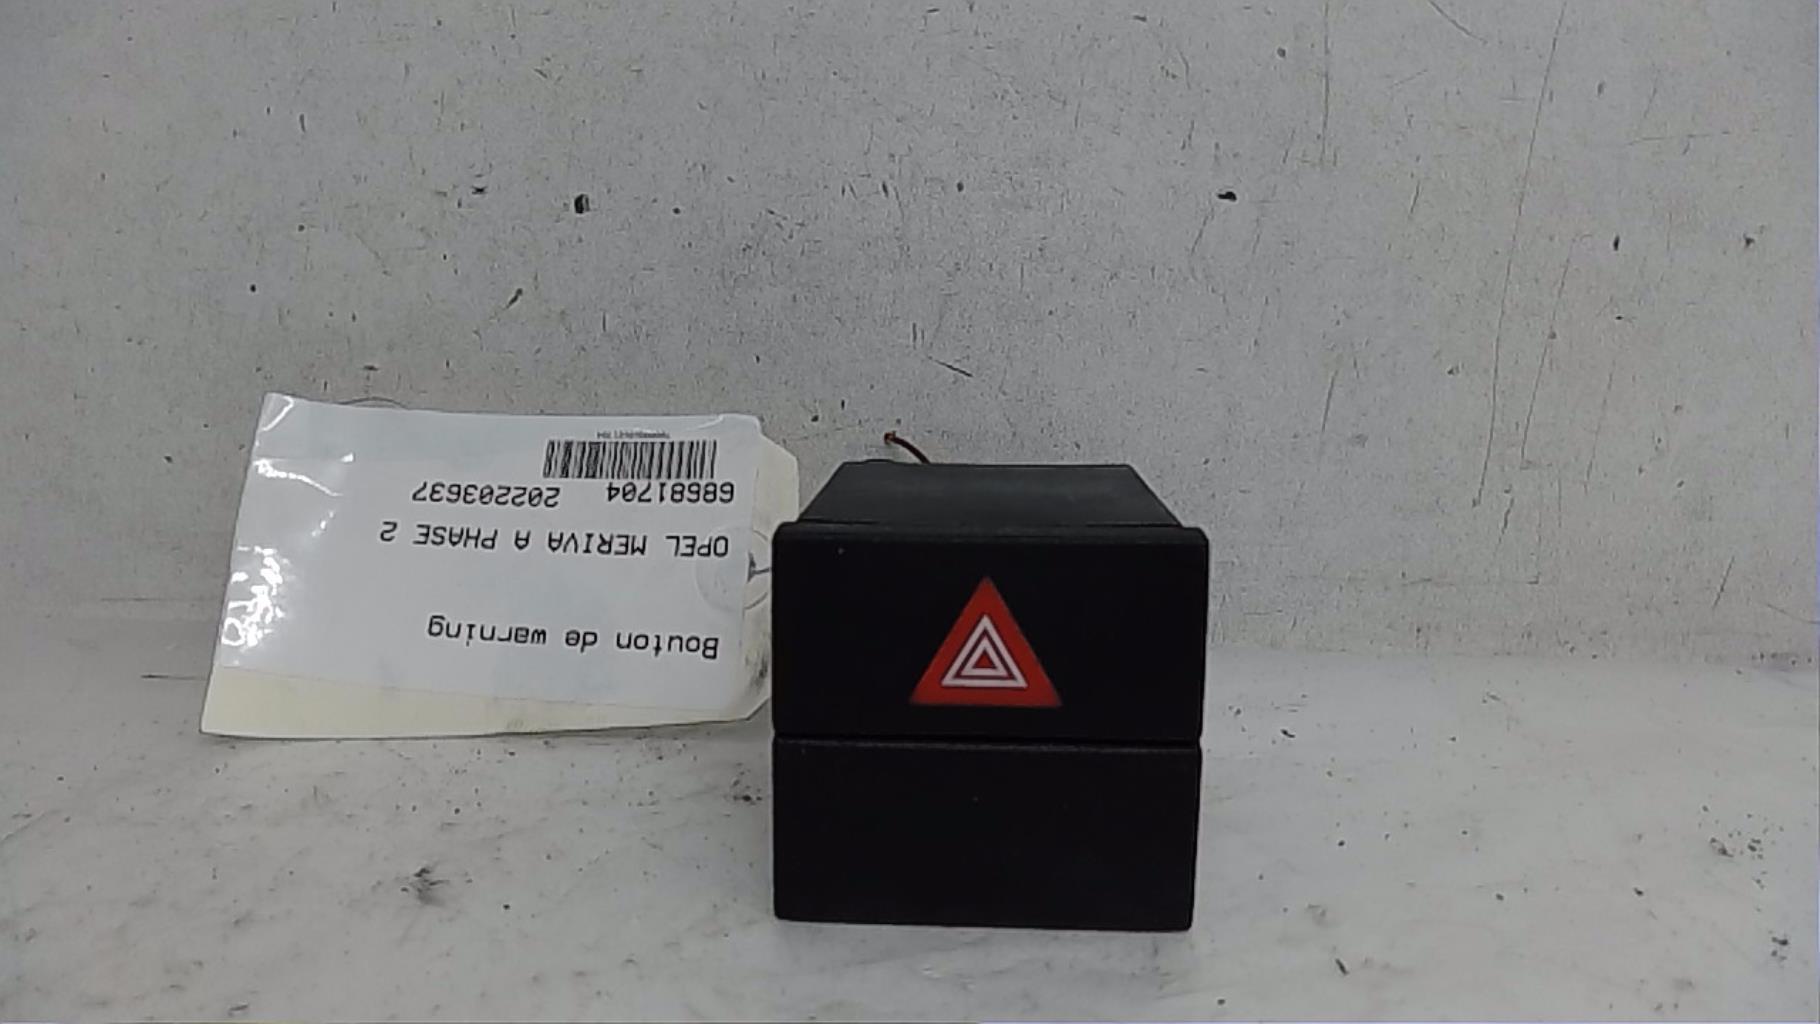 Bouton de warning
OPEL MERIVA A PHASE 2
68681704 202203637